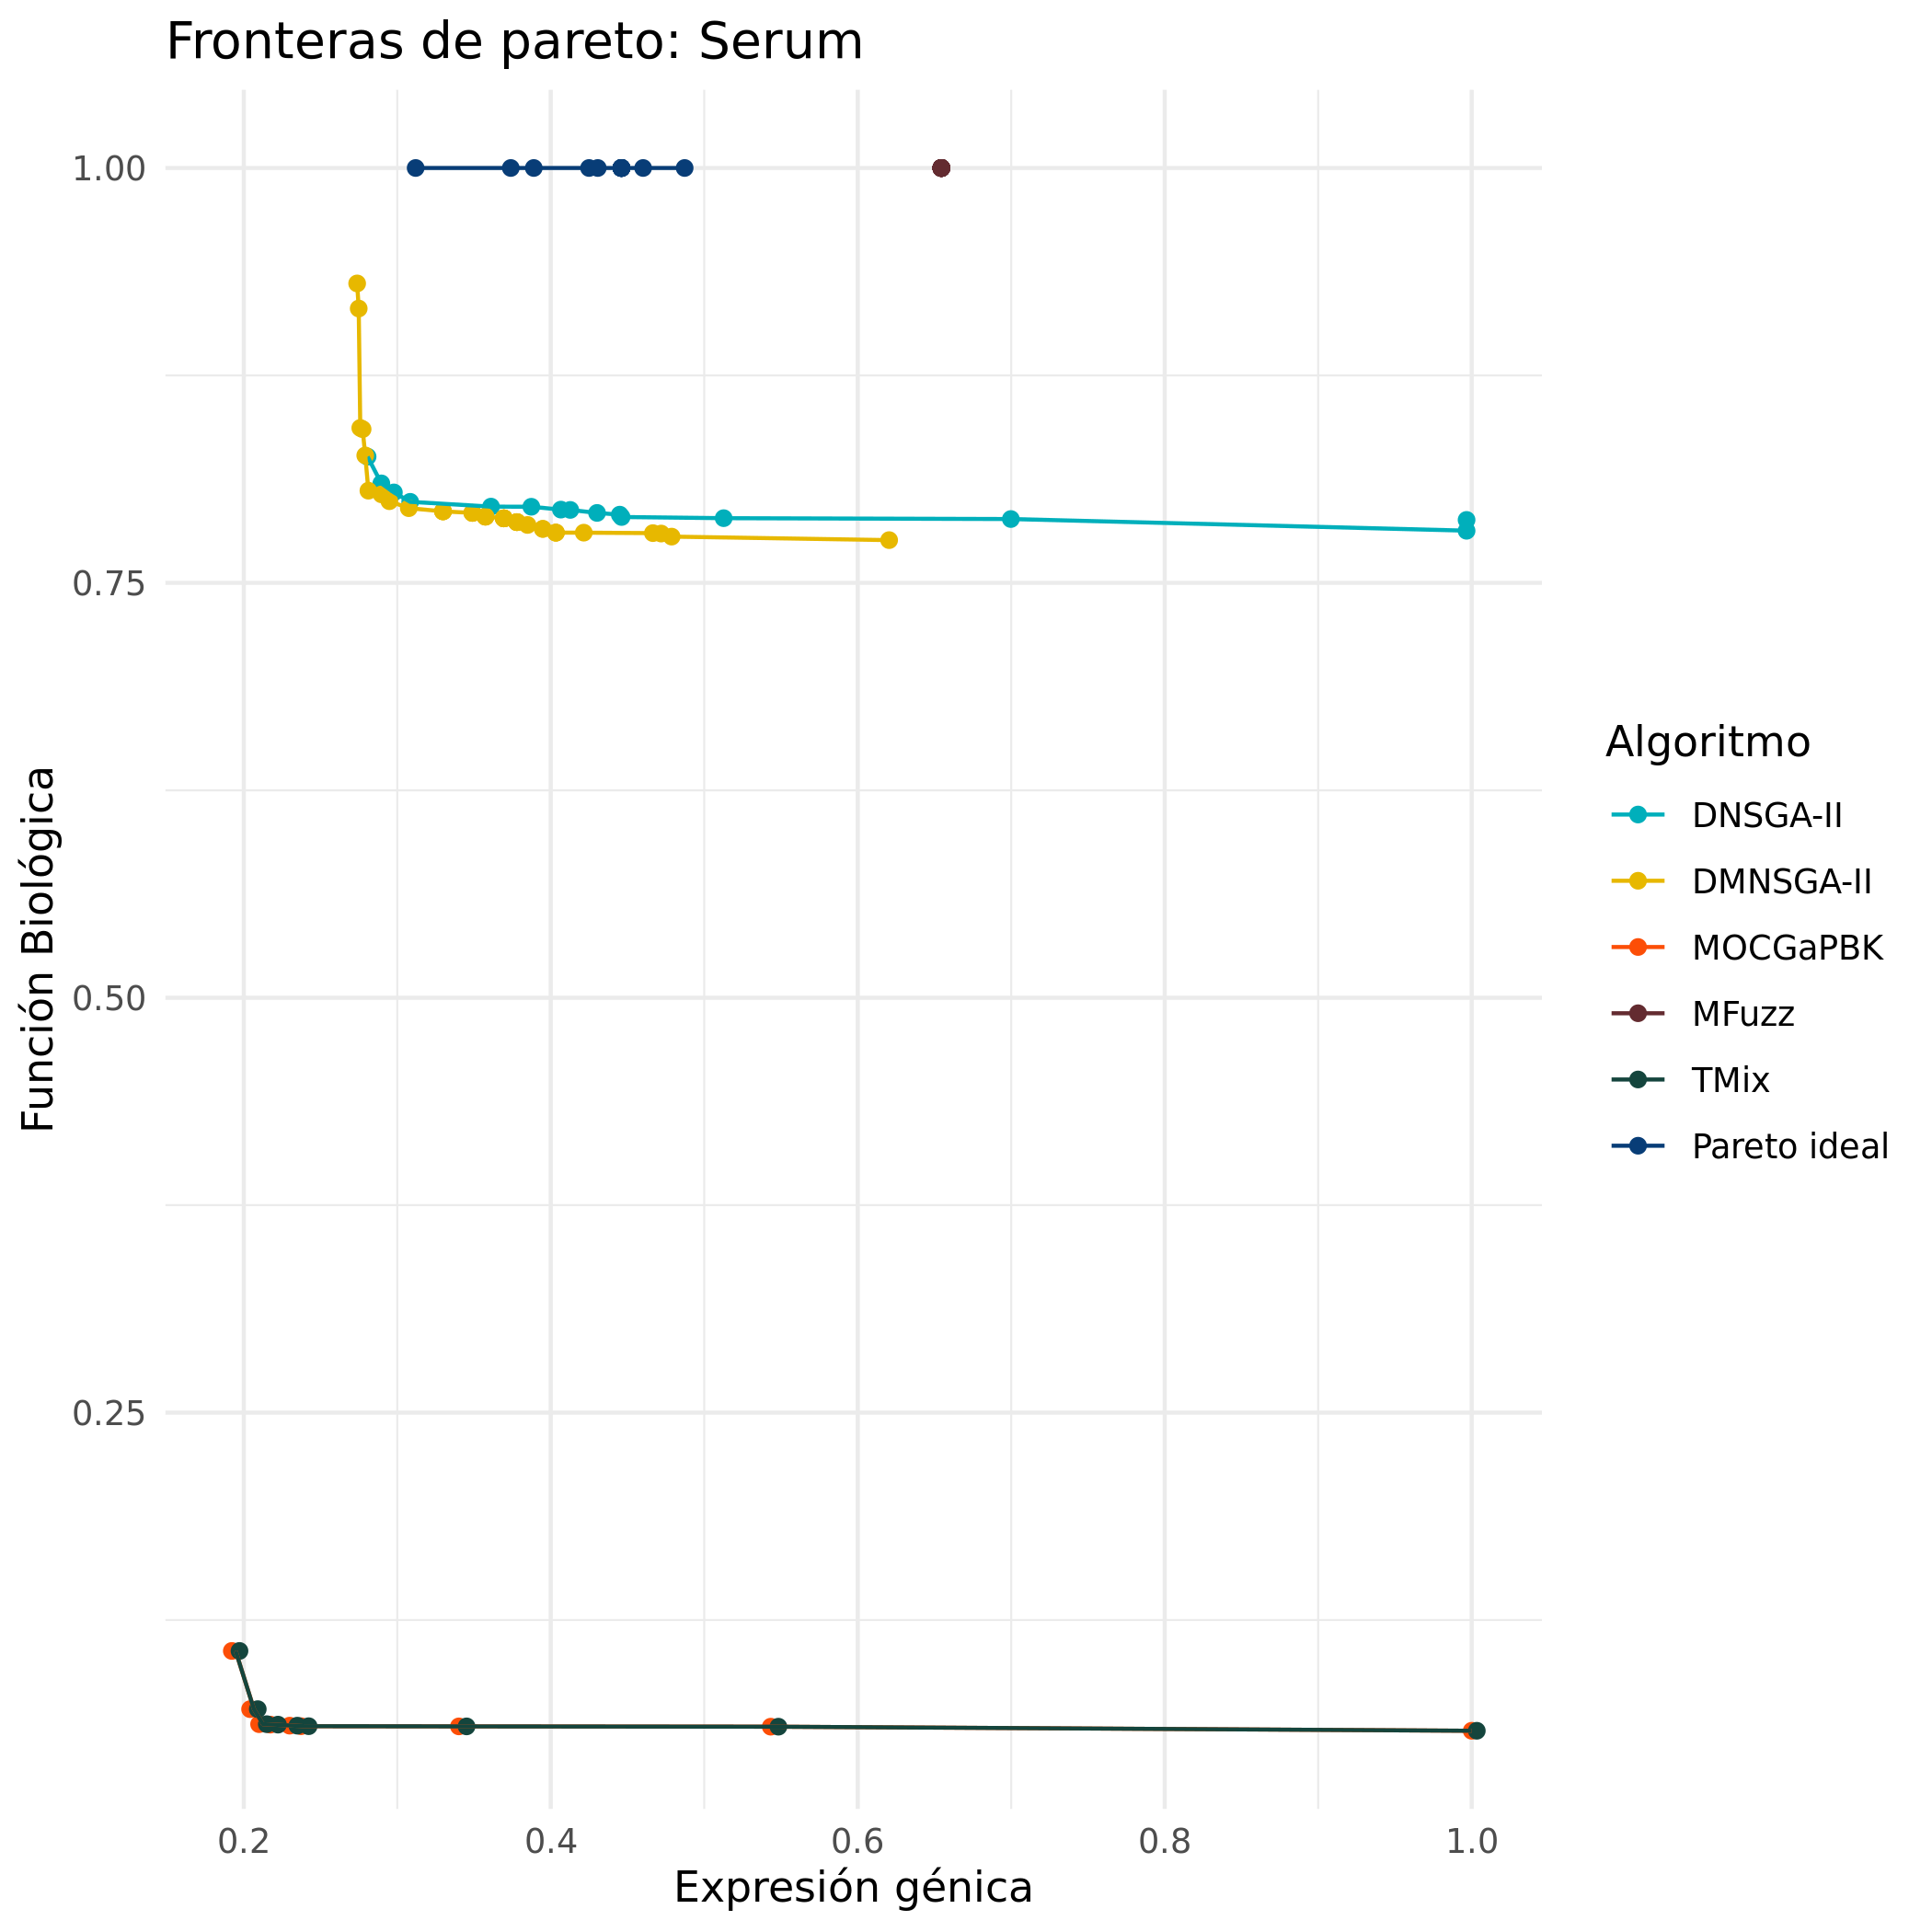 Fronteras de pareto: Serum
1.00
0.75
0.50
0.25
Función Biológica
0.2 0.4 0.6 0.8 1.0
Expresión génica
Algoritmo
DNSGA-II
DMNSGA-II
MOCGaPBK
MFuzz
TMix
Pareto ideal